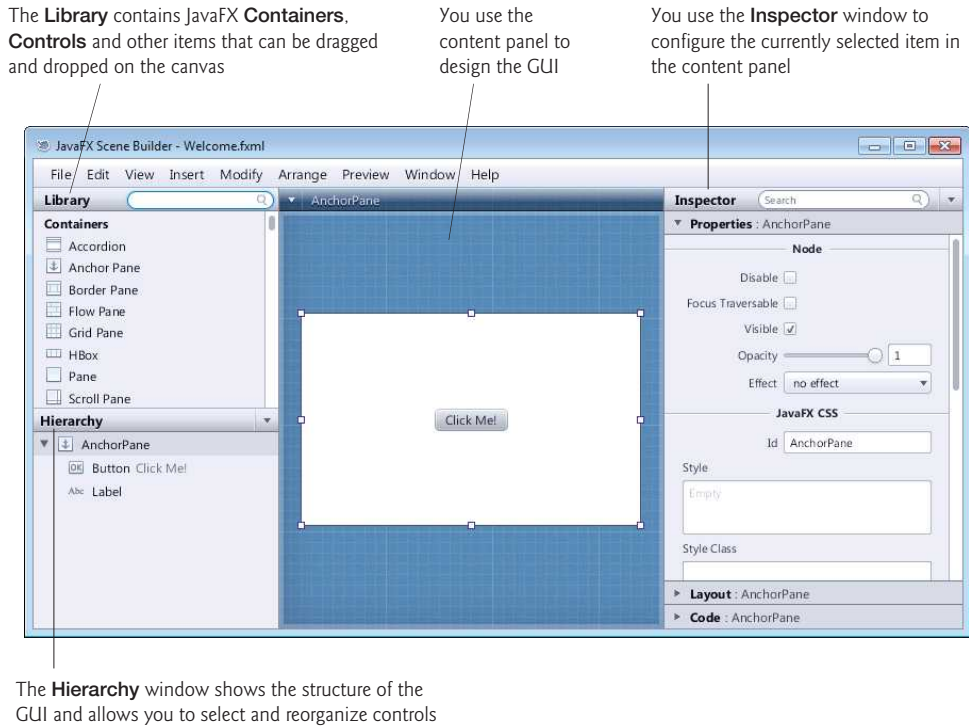 The Library contains JavaFX Containers,
Controls and other items that can be dragged
and dropped on the canvas
You use the
content panel to
design the GUI
You use the Inspector window to
configure the currently selected item in
the content panel
JavaFX Scene Builder - Welcome.fxml
File Edit View Insert Modify Arrange Preview Window Help
Library
Containers
Accordion
Anchor Pane
Border Pane
Flow Pane
Grid Pane
HBox
Pane
Scroll Pane
Hierarchy
AnchorPane
OK Button Click Me!
Abc Label
AnchorPane
Click Me!
Inspector Search
Properties : AnchorPane
Node
Disable
Focus Traversable
Visible
Opacity 1
Effect no effect
JavaFX CSS
Id AnchorPane
Style
Empty
Style Class
Layout : AnchorPane
Code : AnchorPane
The Hierarchy window shows the structure of the
GUI and allows you to select and reorganize controls